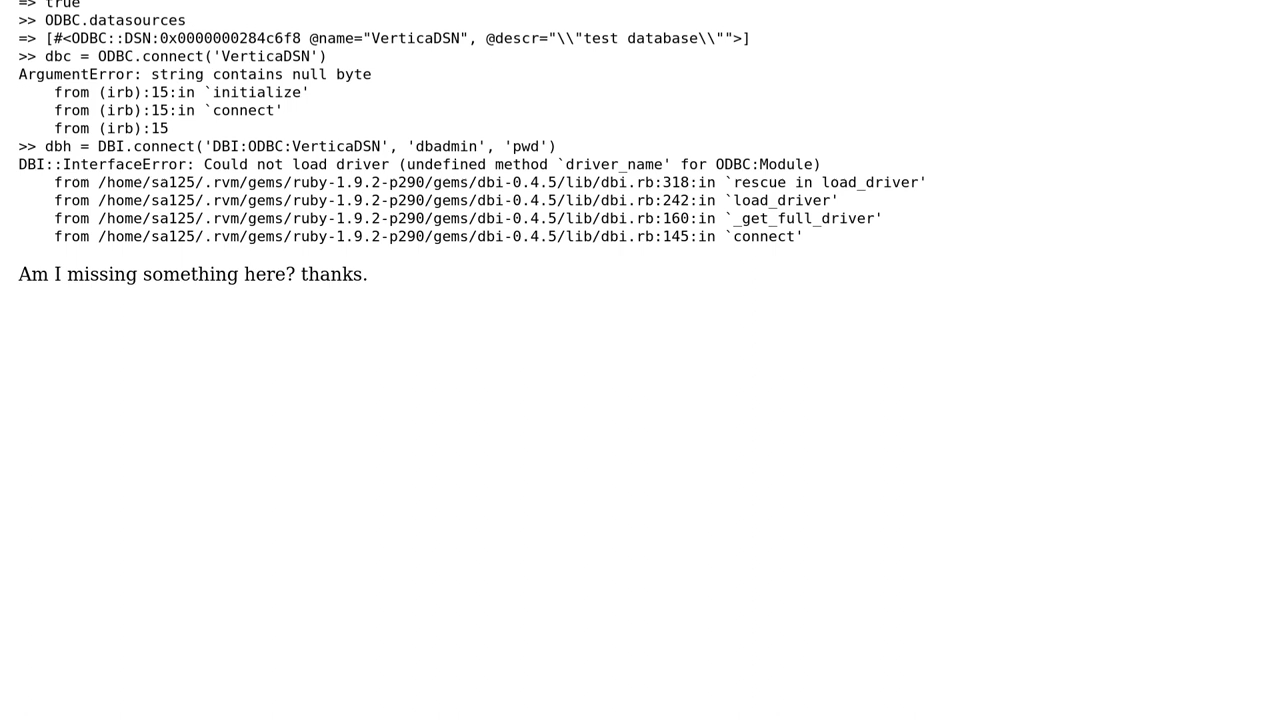 => true
>> ODBC.datasources
=> [#<ODBC::DSN:0x0000000284c6f8 @name="VerticaDSN", @descr="\\"test database\\"">]
>> dbc = ODBC.connect('VerticaDSN')
ArgumentError: string contains null byte
    from (irb):15:in `initialize'
    from (irb):15:in `connect'
    from (irb):15
>> dbh = DBI.connect('DBI:ODBC:VerticaDSN', 'dbadmin', 'pwd')
DBI::InterfaceError: Could not load driver (undefined method `driver_name' for ODBC:Module)
    from /home/sa125/.rvm/gems/ruby-1.9.2-p290/gems/dbi-0.4.5/lib/dbi.rb:318:in `rescue in load_driver'
    from /home/sa125/.rvm/gems/ruby-1.9.2-p290/gems/dbi-0.4.5/lib/dbi.rb:242:in `load_driver'
    from /home/sa125/.rvm/gems/ruby-1.9.2-p290/gems/dbi-0.4.5/lib/dbi.rb:160:in `_get_full_driver'
    from /home/sa125/.rvm/gems/ruby-1.9.2-p290/gems/dbi-0.4.5/lib/dbi.rb:145:in `connect'
Am I missing something here? thanks.